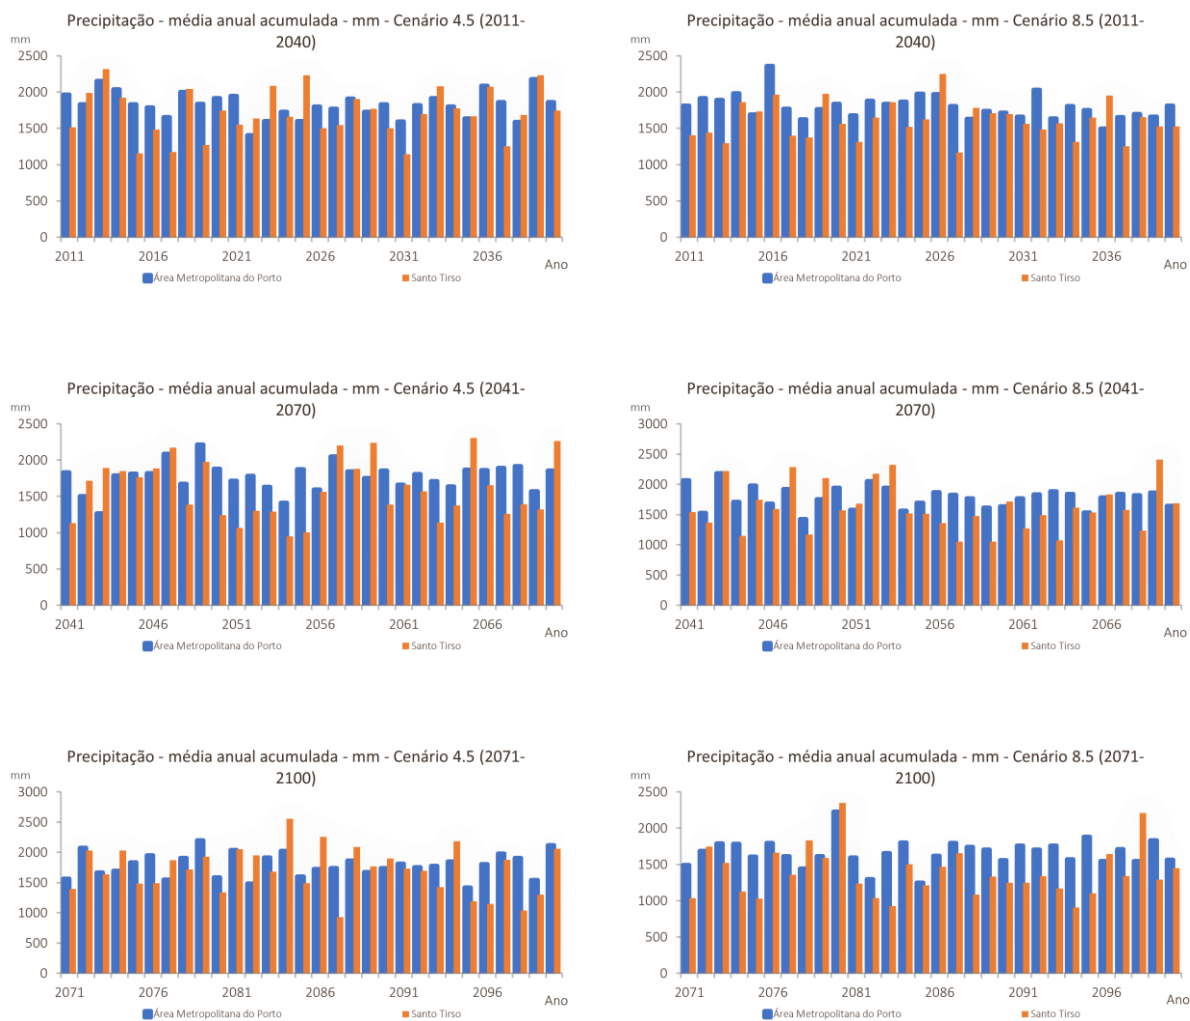 Precipitação - média anual acumulada - mm - Cenário 4.5 (2011-
2040)
mm
2500
2000
1500
1000
500
0
2011 2016 2021 2026 2031 2036
Ano
Área Metropolitana do Porto Santo Tirso
Precipitação - média anual acumulada - mm - Cenário 8.5 (2011-
2040)
mm
2500
2000
1500
1000
500
0
2011 2016 2021 2026 2031 2036
Ano
Área Metropolitana do Porto Santo Tirso
Precipitação - média anual acumulada - mm - Cenário 4.5 (2041-
2070)
mm
2500
2000
1500
1000
500
0
2041 2046 2051 2056 2061 2066
Ano
Área Metropolitana do Porto Santo Tirso
Precipitação - média anual acumulada - mm - Cenário 8.5 (2041-
2070)
mm
3000
2500
2000
1500
1000
500
0
2041 2046 2051 2056 2061 2066
Ano
Área Metropolitana do Porto Santo Tirso
Precipitação - média anual acumulada - mm - Cenário 4.5 (2071-
2100)
mm
3000
2500
2000
1500
1000
500
0
2071 2076 2081 2086 2091 2096
Ano
Área Metropolitana do Porto Santo Tirso
Precipitação - média anual acumulada - mm - Cenário 8.5 (2071-
2100)
mm
2500
2000
1500
1000
500
0
2071 2076 2081 2086 2091 2096
Ano
Área Metropolitana do Porto Santo Tirso